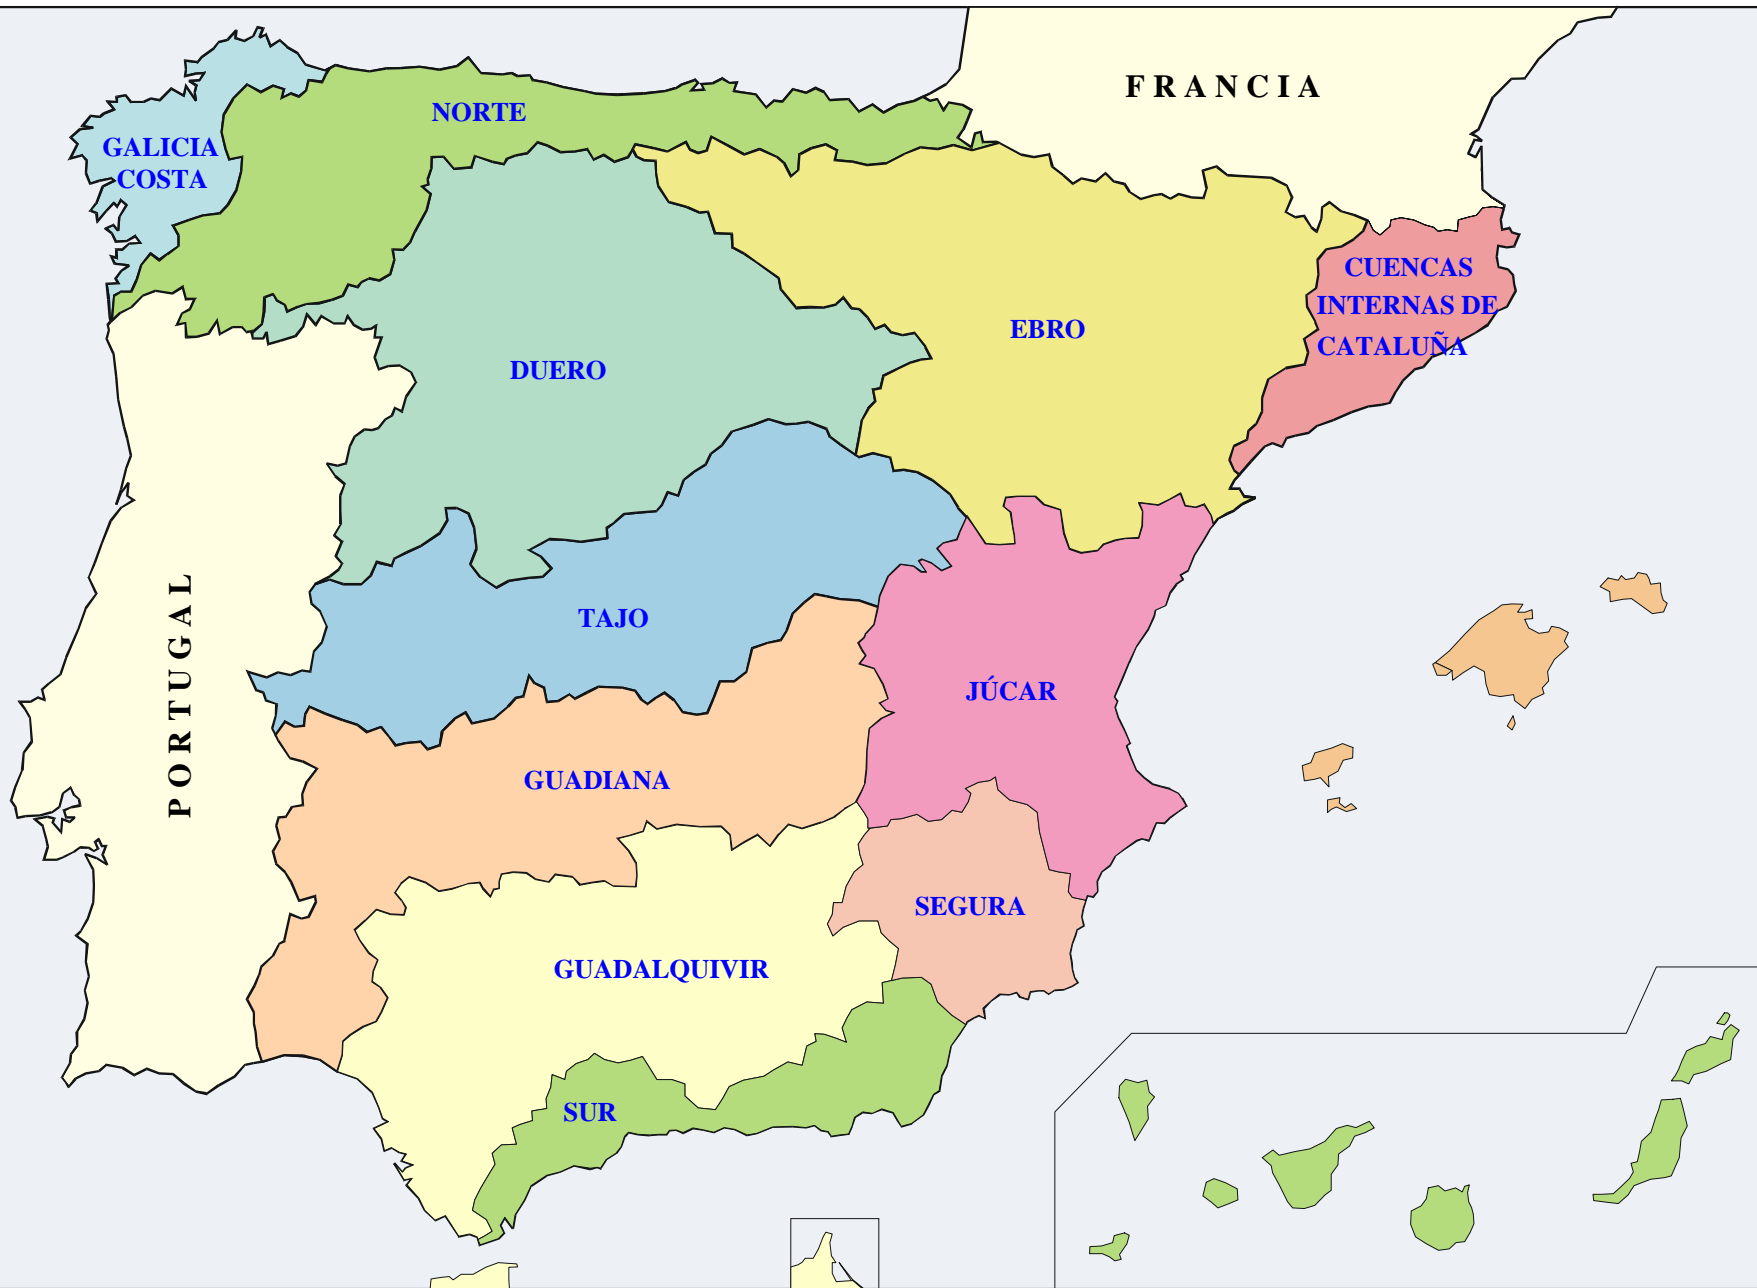 FRANCIA
NORTE
GALICIA
COSTA
CUENCAS
INTERNAS DE
CATALUÑA
EBRO
DUERO
TAJO
PORTUGAL
JÚCAR
GUADIANA
SEGURA
GUADALQUIVIR
SUR